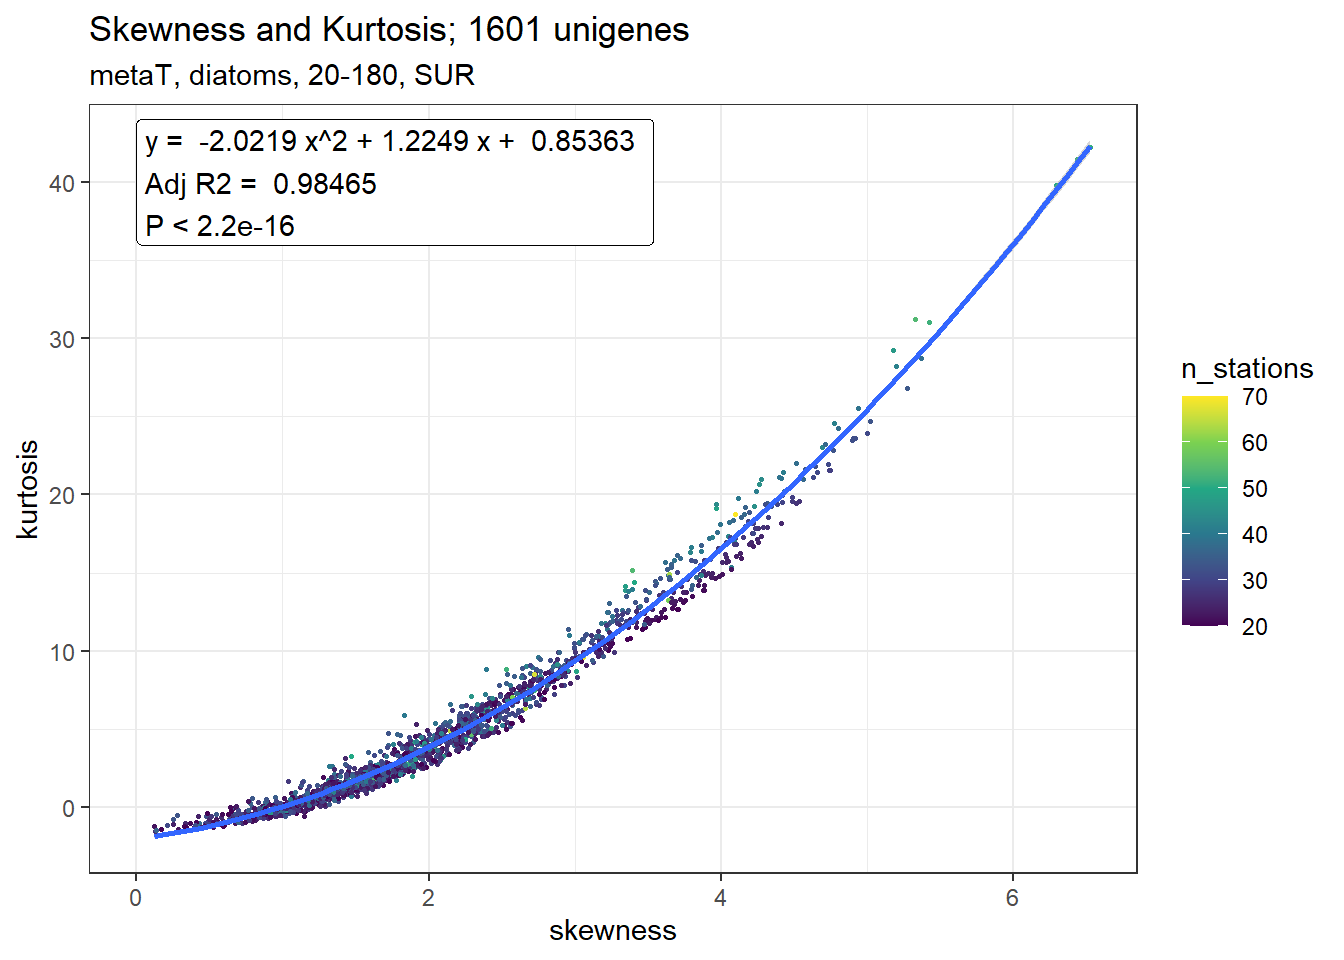 Skewness and Kurtosis; 1601 unigenes
metaT, diatoms, 20-180, SUR
y =  -2.0219 x^2 + 1.2249 x +  0.85363
Adj R2 =  0.98465
P < 2.2e-16
40
30
20
10
0
kurtosis
0
2
4
6
skewness
n_stations
70
60
50
40
30
20